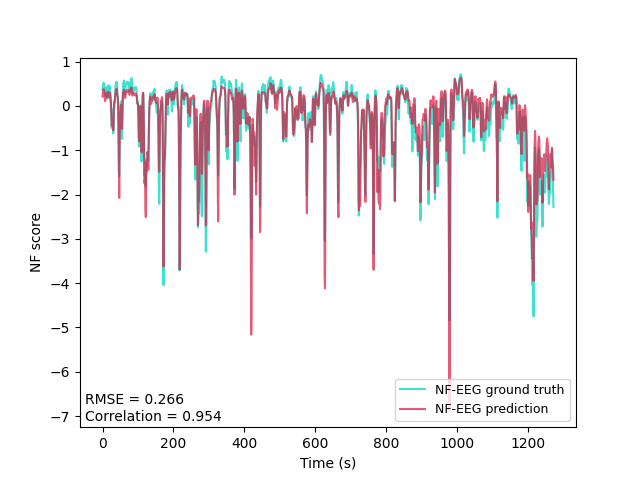 1
0
−1
−2
−3
−4
−5
−6
−7
NF score
RMSE = 0.266
Correlation = 0.954
NF-EEG ground truth
NF-EEG prediction
0 200 400 600 800 1000 1200
Time (s)